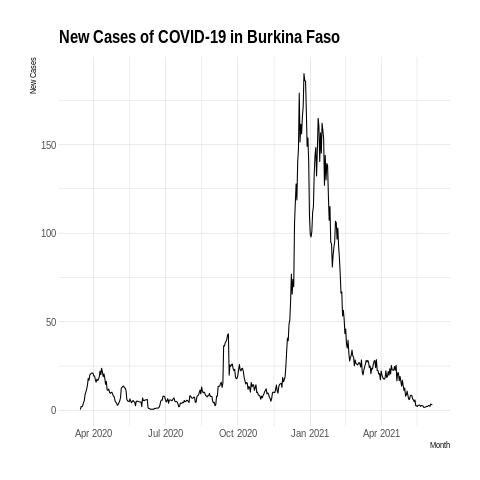 New Cases of COVID-19 in Burkina Faso
New Cases
150
100
50
0
Apr 2020 Jul 2020 Oct 2020 Jan 2021 Apr 2021
Month